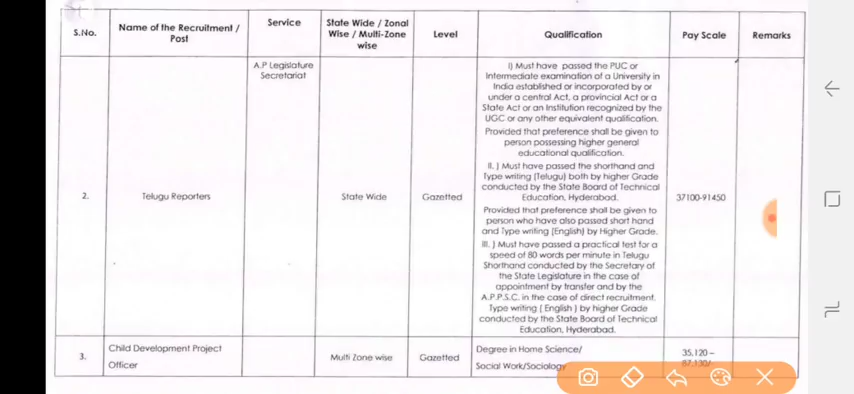 S.No.
Name of the Recruitment /
Post
Service
State Wide / Zonal
Wise / Multi-Zone
wise
Level
Qualification
Pay Scale
Remarks
2.
Telugu Reporters
A.P Legislature
Secretariat
State Wide
Gazetted
I) Must have passed the PUC or
Intermediate examination of a University in
India established or incorporated by or
under a central Act, a provincial Act or a
State Act or an Institution recognized by the
UGC or any other equivalent qualification.
Provided that preference shall be given to
person possessing higher general
educational qualification.
II. ) Must have passed the shorthand and
Type writing (Telugu) both by higher Grade
conducted by the State Board of Technical
Education, Hyderabad.
Provided that preference shall be given to
person who have also passed short hand
and Type writing (English) by Higher Grade.
III. ) Must have passed a practical test for a
speed of 80 words per minute in Telugu
Shorthand conducted by the Secretary of
the State Legislature in the case of
appointment by transfer and by the
A.P.P.S.C. in the case of direct recruitment.
Type writing ( English ) by higher Grade
conducted by the State Board of Technical
Education, Hyderabad.
37100-91450
3.
Child Development Project
Officer
Multi Zone wise
Gazetted
Degree in Home Science/
Social Work/Sociology
35,120 –